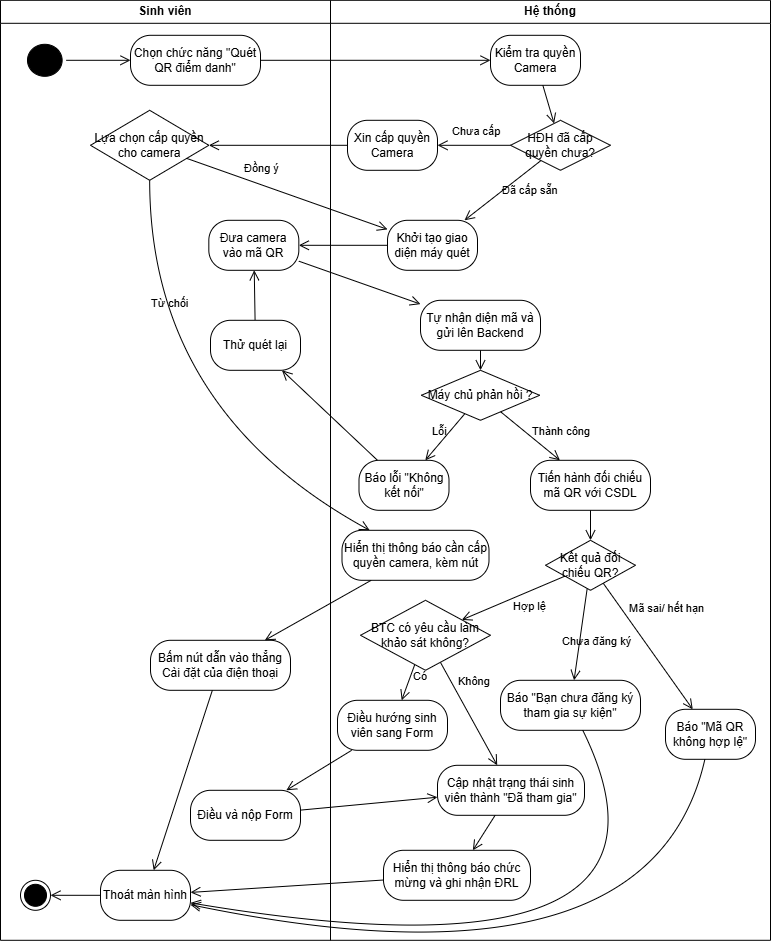 Sinh viên
Hệ thống
Chọn chức năng "Quét
QR điểm danh"
Kiểm tra quyền
Camera
Lựa chọn cấp quyền
cho camera
Xin cấp quyền
Camera
Chưa cấp
HĐH đã cấp
quyền chưa?
Đồng ý
Đã cấp sẵn
Đưa camera
vào mã QR
Khởi tạo giao
diện máy quét
Từ chối
Tự nhận diện mã và
gửi lên Backend
Thử quét lại
Máy chủ phản hồi ?
Lỗi
Thành công
Báo lỗi "Không
kết nối"
Tiến hành đối chiếu
mã QR với CSDL
Hiển thị thông báo cần cấp
quyền camera, kèm nút
Kết quả đối
chiếu QR?
Hợp lệ
Mã sai/ hết hạn
Chưa đăng ký
BTC có yêu cầu làm
khảo sát không?
Bấm nút dẫn vào thẳng
Cài đặt của điện thoại
Có
Không
Điều hướng sinh
viên sang Form
Báo "Bạn chưa đăng ký
tham gia sự kiện"
Báo "Mã QR
không hợp lệ"
Điều và nộp Form
Cập nhật trạng thái sinh
viên thành "Đã tham gia"
Hiển thị thông báo chức
mừng và ghi nhận ĐRL
Thoát màn hình